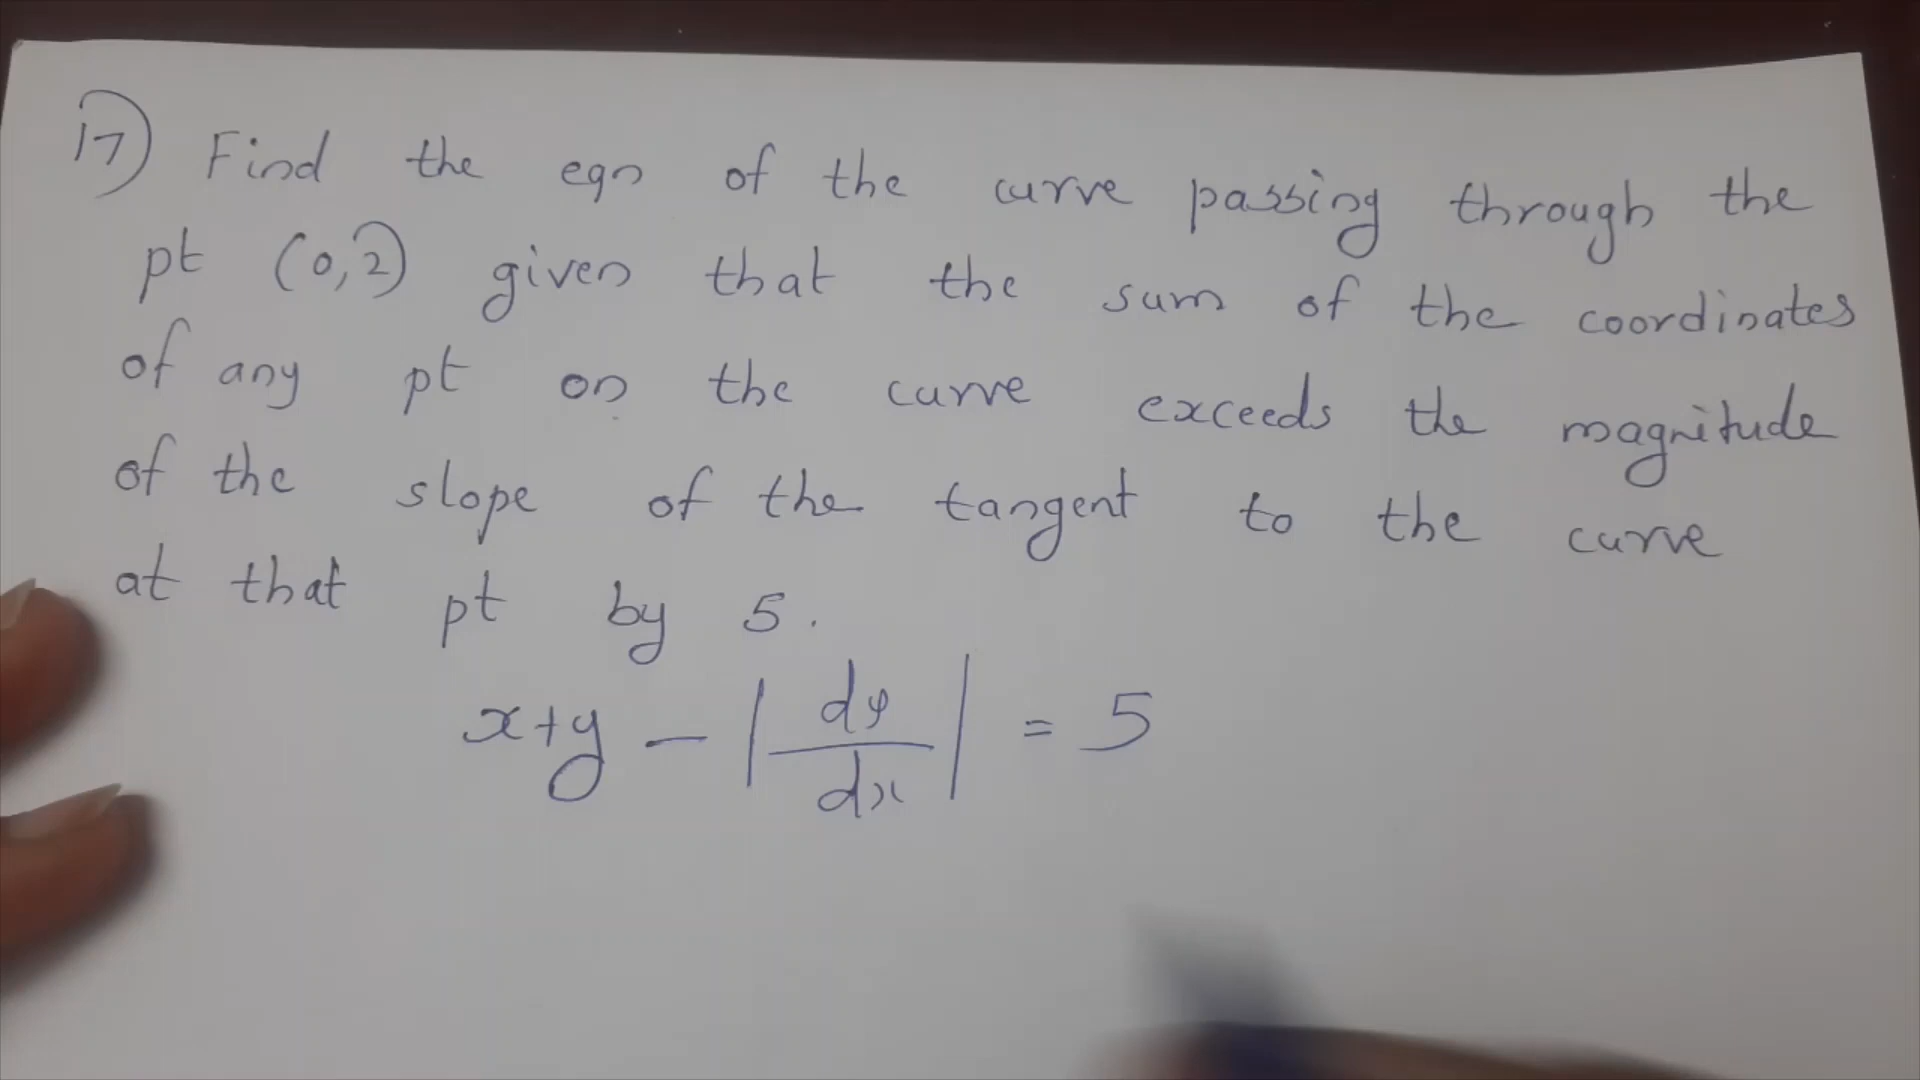 17) Find the eqn of the curve passing through the
pt (0,2) given that the sum of the coordinates
of any pt on the curve exceeds the magnitude
of the slope of the tangent to the curve
at that pt by 5.
x+y - | dy/dx | = 5